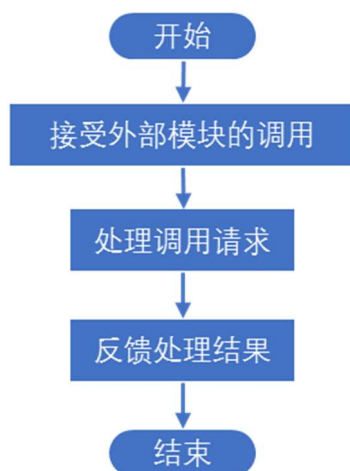 开始
接受外部模块的调用
处理调用请求
反馈处理结果
结束